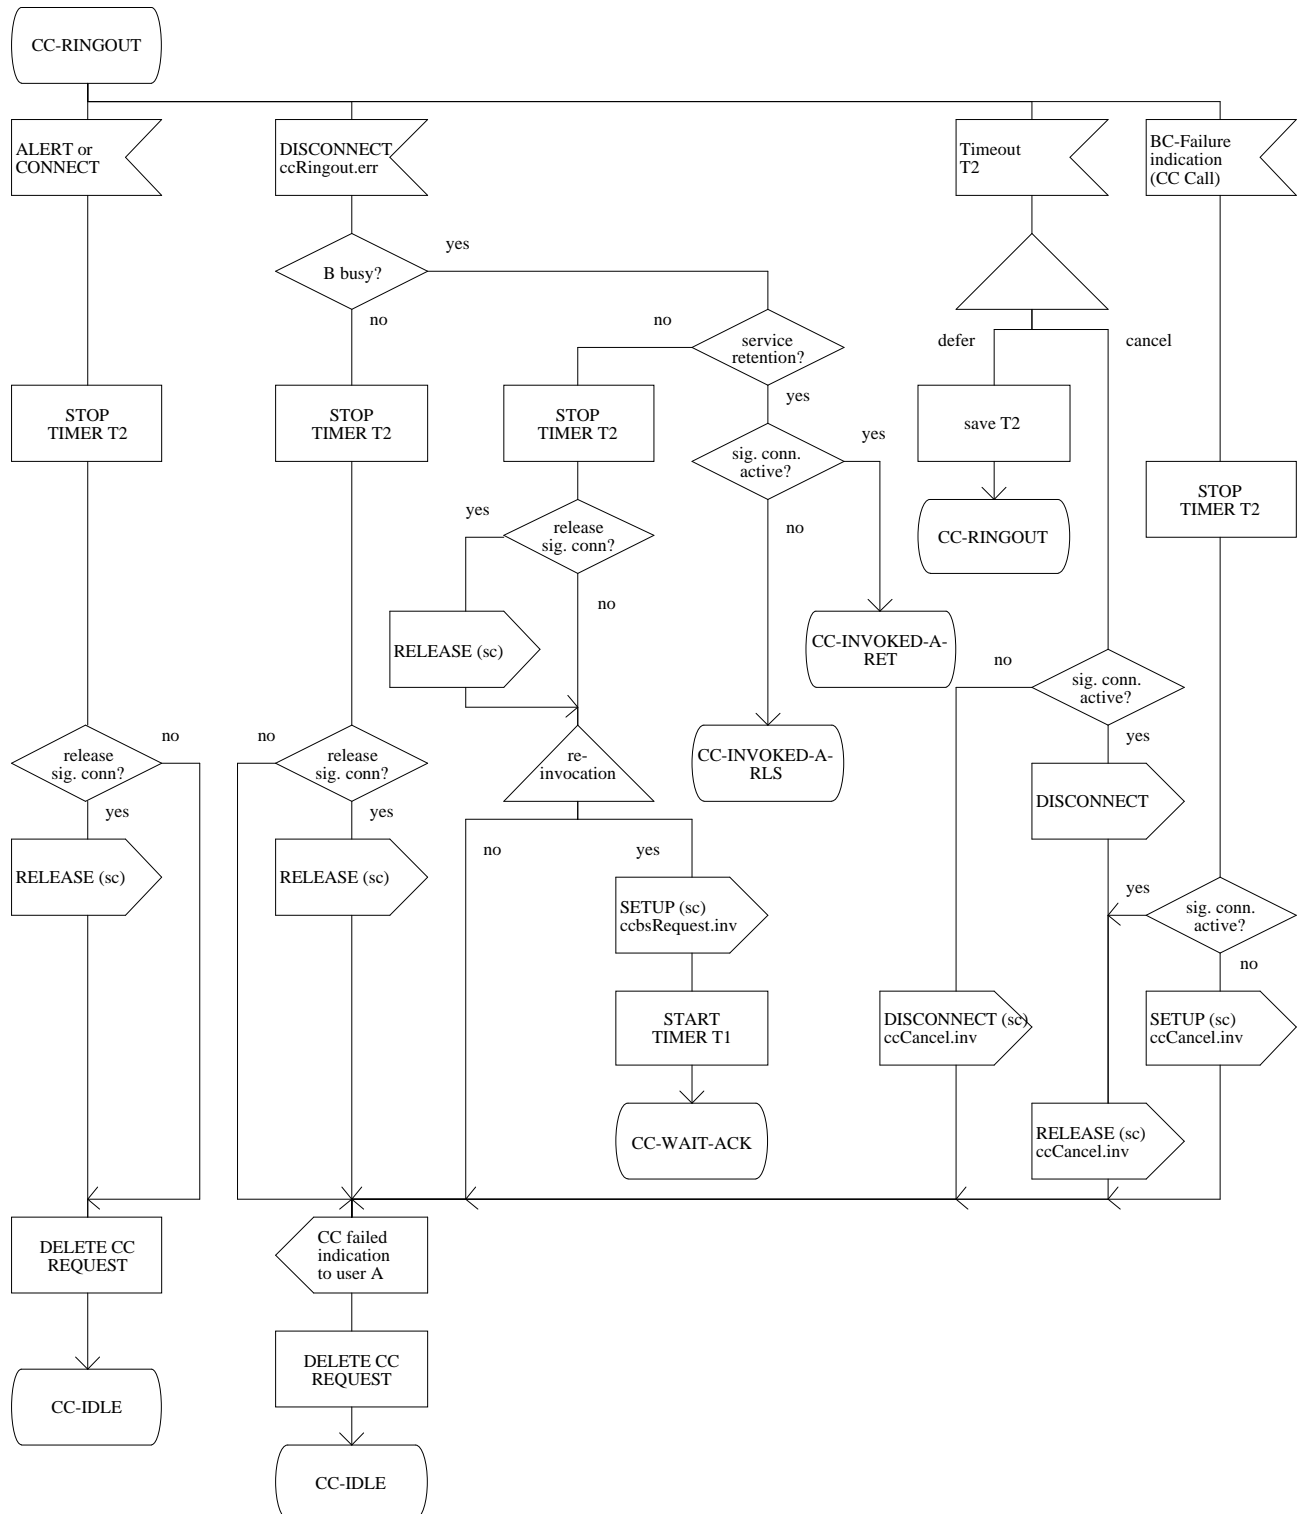 CC-RINGOUT
ALERT or
CONNECT
DISCONNECT
ccRingout.err
Timeout
T2
BC-Failure
indication
(CC Call)
yes
B busy?
no
no
service
retention?
defer
cancel
yes
STOP
TIMER T2
STOP
TIMER T2
STOP
TIMER T2
save T2
yes
sig. conn.
active?
STOP
TIMER T2
yes
release
sig. conn?
no
CC-RINGOUT
no
RELEASE (sc)
CC-INVOKED-A-
RET
no
sig. conn.
active?
no
release
sig. conn?
no
release
sig. conn?
re-
invocation
CC-INVOKED-A-
RLS
yes
DISCONNECT
yes
yes
no
yes
RELEASE (sc)
RELEASE (sc)
SETUP (sc)
ccbsRequest.inv
yes
sig. conn.
active?
no
START
TIMER T1
DISCONNECT (sc)
ccCancel.inv
SETUP (sc)
ccCancel.inv
CC-WAIT-ACK
RELEASE (sc)
ccCancel.inv
DELETE CC
REQUEST
CC failed
indication
to user A
DELETE CC
REQUEST
CC-IDLE
CC-IDLE